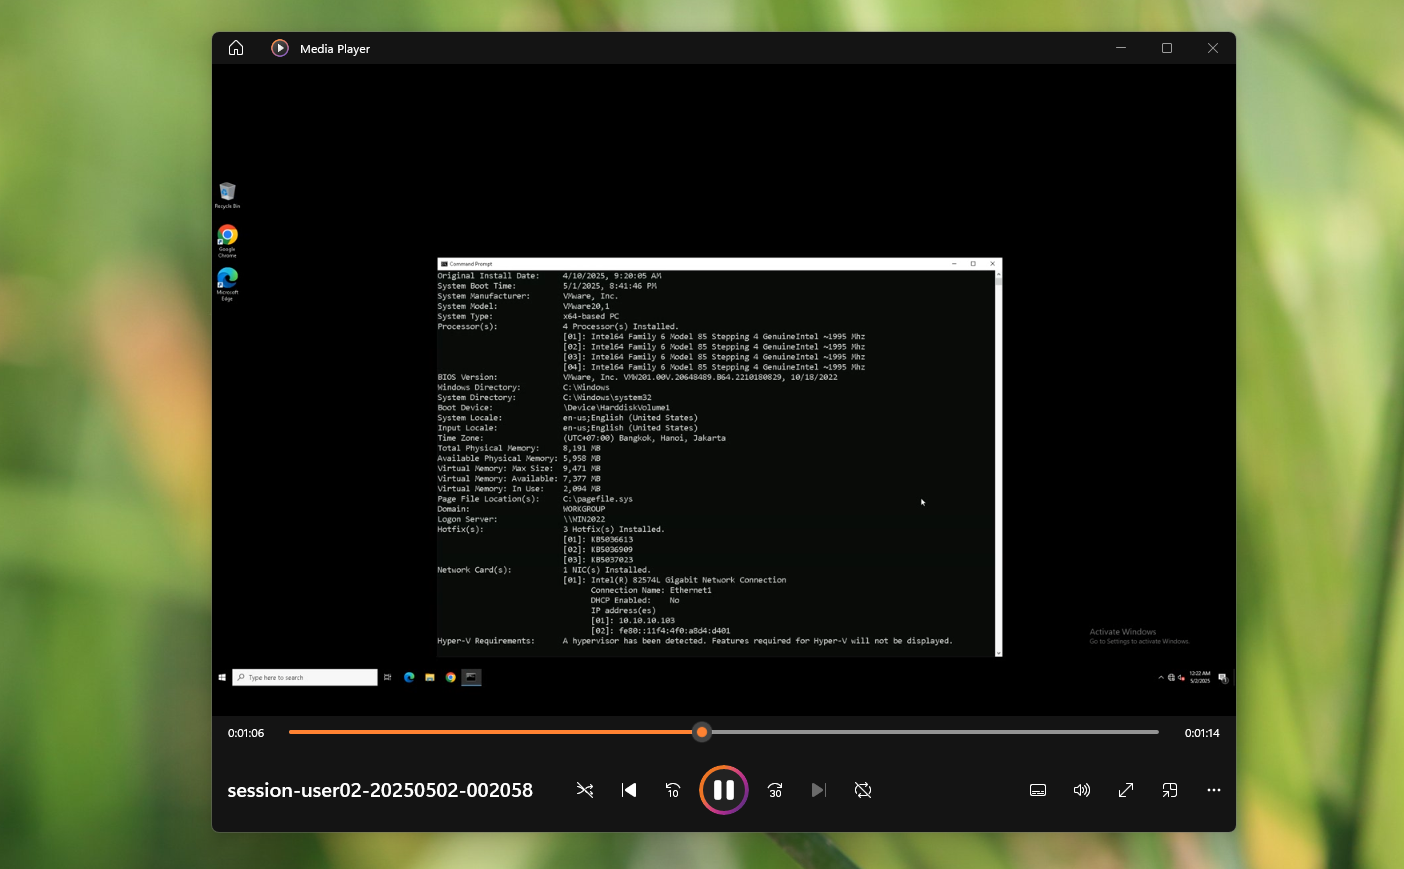 Media Player
Recycle Bin
Google
Chrome
Microsoft
Edge
Command Prompt
Original Install Date: 4/10/2025, 9:20:05 AM
System Boot Time: 5/1/2025, 8:41:46 PM
System Manufacturer: VMware, Inc.
System Model: VMware20,1
System Type: x64-based PC
Processor(s): 4 Processor(s) Installed.
[01]: Intel64 Family 6 Model 85 Stepping 4 GenuineIntel ~1995 Mhz
[02]: Intel64 Family 6 Model 85 Stepping 4 GenuineIntel ~1995 Mhz
[03]: Intel64 Family 6 Model 85 Stepping 4 GenuineIntel ~1995 Mhz
[04]: Intel64 Family 6 Model 85 Stepping 4 GenuineIntel ~1995 Mhz
BIOS Version: VMware, Inc. VMW201.00V.20648489.B64.2210180829, 10/18/2022
Windows Directory: C:\Windows
System Directory: C:\Windows\system32
Boot Device: \Device\HarddiskVolume1
System Locale: en-us;English (United States)
Input Locale: en-us;English (United States)
Time Zone: (UTC+07:00) Bangkok, Hanoi, Jakarta
Total Physical Memory: 8,191 MB
Available Physical Memory: 5,958 MB
Virtual Memory: Max Size: 9,471 MB
Virtual Memory: Available: 7,377 MB
Virtual Memory: In Use: 2,094 MB
Page File Location(s): C:\pagefile.sys
Domain: WORKGROUP
Logon Server: \\WIN2022
Hotfix(s): 3 Hotfix(s) Installed.
[01]: KB5036613
[02]: KB5036909
[03]: KB5037023
Network Card(s): 1 NIC(s) Installed.
[01]: Intel(R) 82574L Gigabit Network Connection
Connection Name: Ethernet1
DHCP Enabled: No
IP address(es)
[01]: 10.10.10.103
[02]: fe80::11f4:4f0:a8d4:d401
Hyper-V Requirements: A hypervisor has been detected. Features required for Hyper-V will not be displayed.
Activate Windows
Go to Settings to activate Windows.
Type here to search
12:22 AM
5/2/2025
0:01:06
0:01:14
session-user02-20250502-002058
10
30